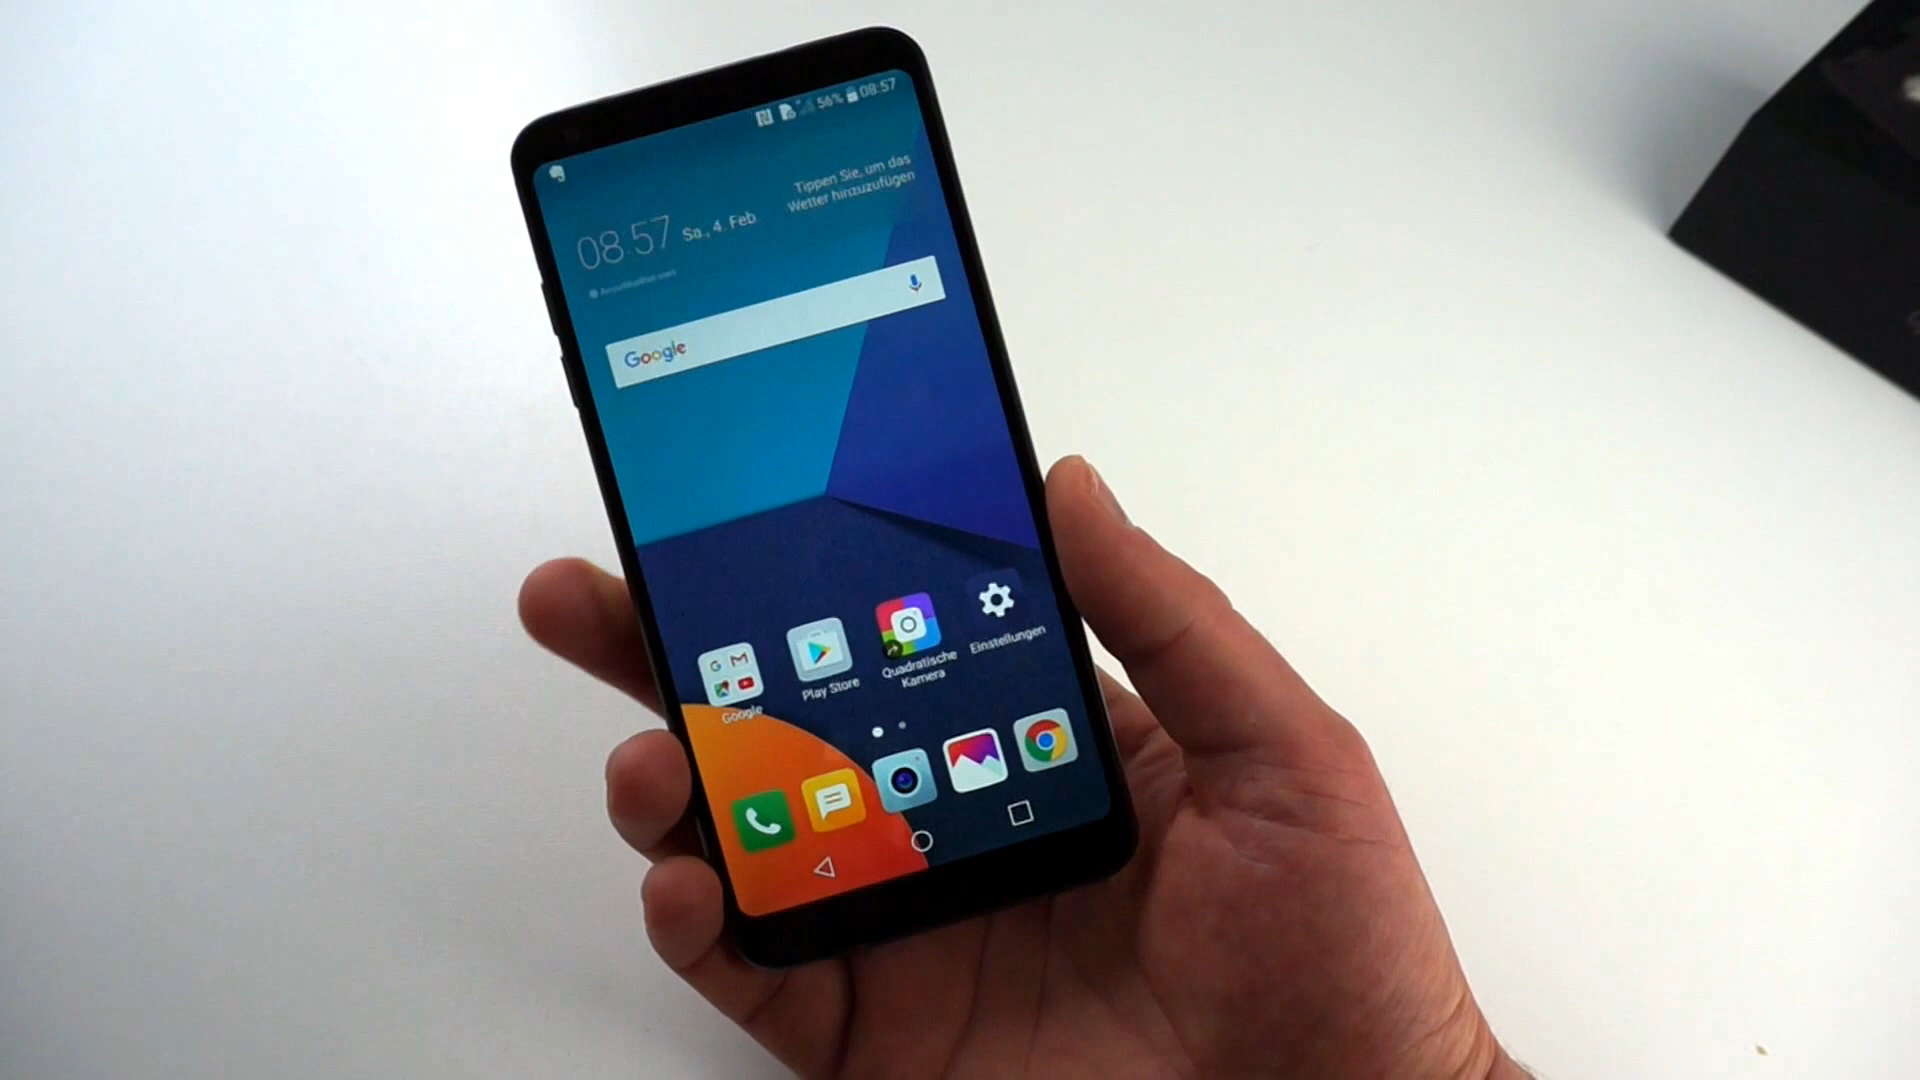 56% 08:57
Tippen Sie, um das
Wetter hinzuzufügen
08:57 Sa., 4. Feb
Google
Google
Play Store
Quadratische
Kamera
Einstellungen